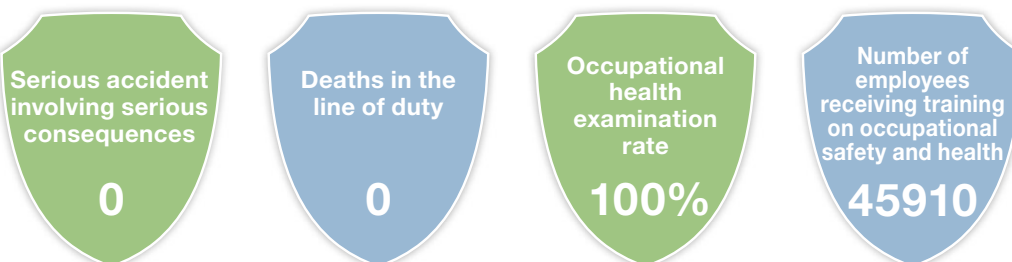 Serious accident
involving serious
consequences
0
Deaths in the
line of duty
0
Occupational
health
examination
rate
100%
Number of
employees
receiving training
on occupational
safety and health
45910